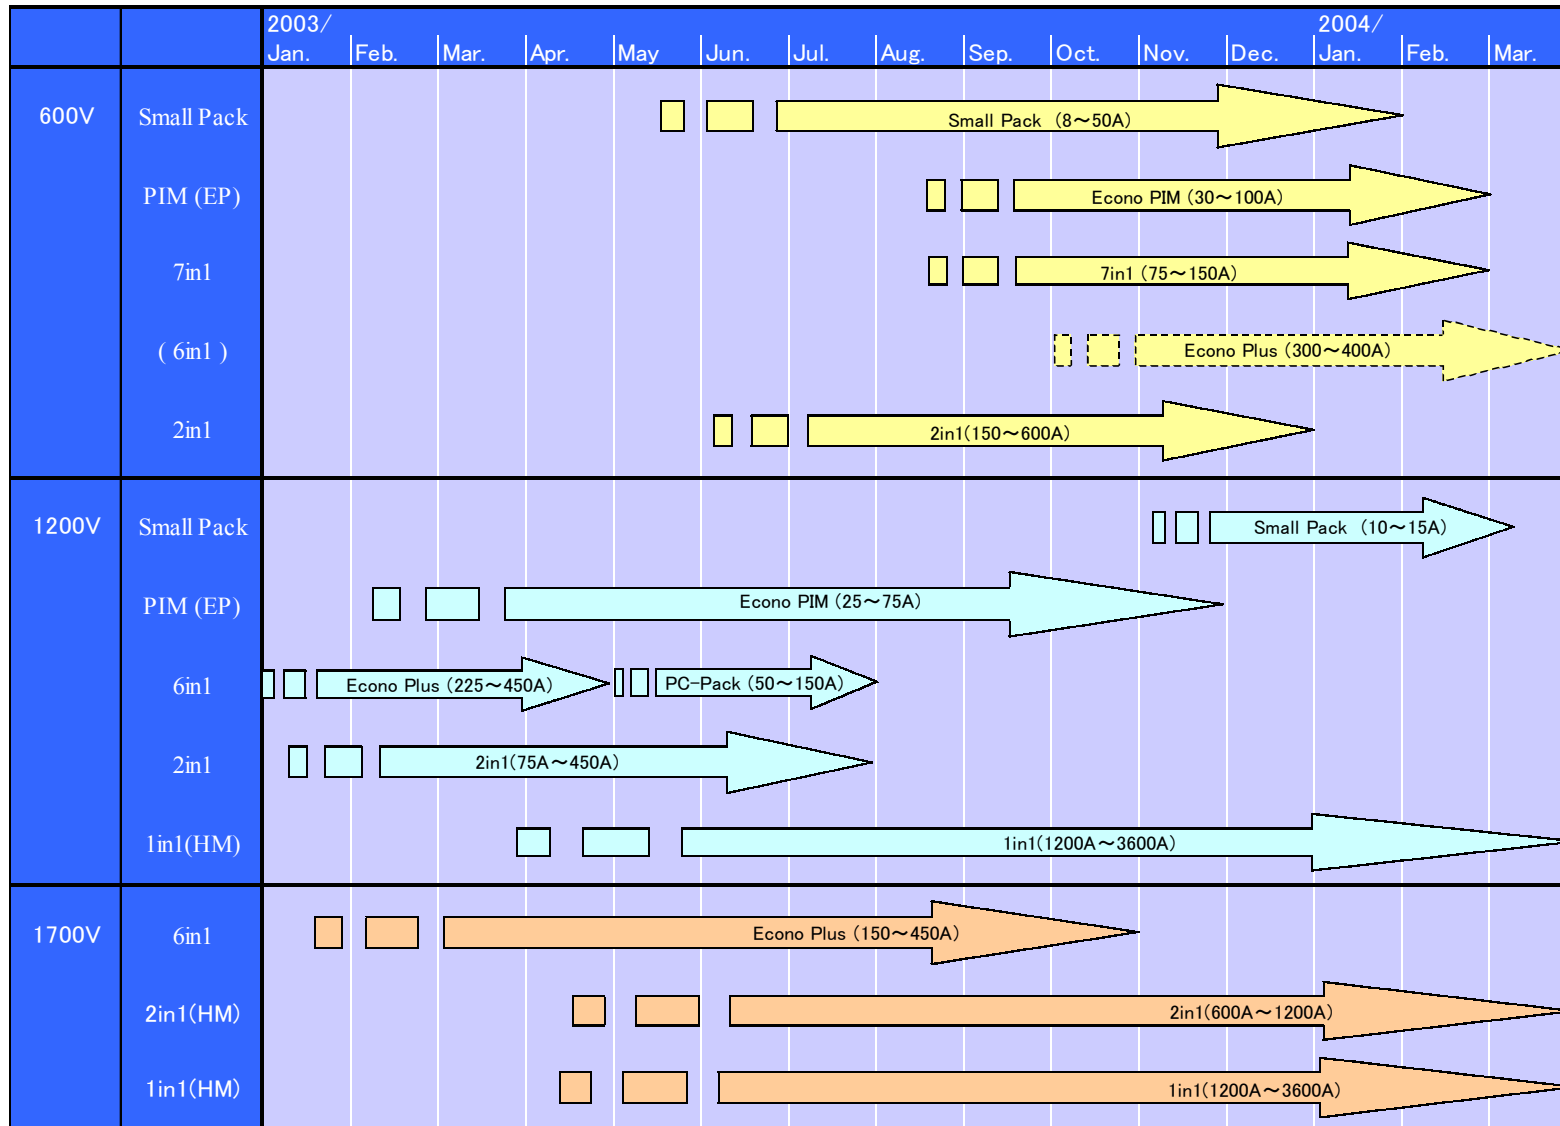 2003/
2004/
Jan. Feb. Mar. Apr. May Jun. Jul. Aug. Sep. Oct. Nov. Dec. Jan. Feb. Mar.
600V Small Pack Small Pack (8～50A)
PIM (EP) Econo PIM (30～100A)
7in1 7in1 (75～150A)
( 6in1 ) Econo Plus (300～400A)
2in1 2in1(150～600A)
1200V Small Pack Small Pack (10～15A)
PIM (EP) Econo PIM (25～75A)
6in1 Econo Plus (225～450A) PC-Pack (50～150A)
2in1 2in1(75A～450A)
1in1(HM) 1in1(1200A～3600A)
1700V 6in1 Econo Plus (150～450A)
2in1(HM) 2in1(600A～1200A)
1in1(HM) 1in1(1200A～3600A)